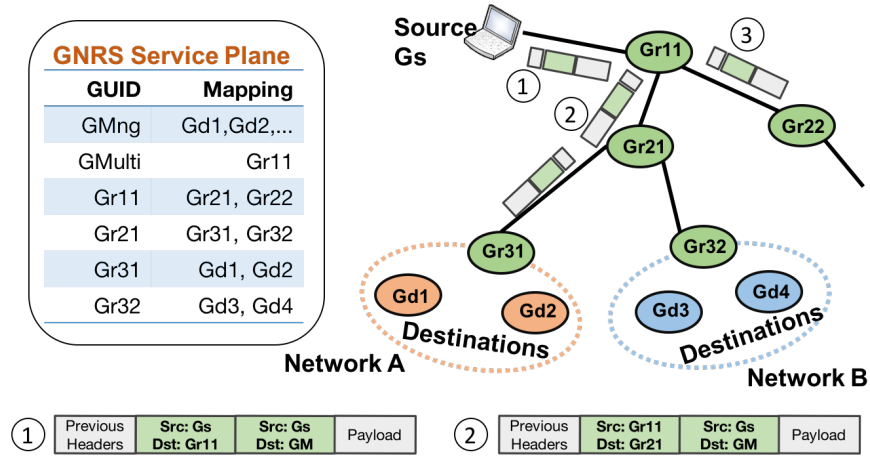 GNRS Service Plane
GUID Mapping
GMng Gd1,Gd2,...
GMulti Gr11
Gr11 Gr21, Gr22
Gr21 Gr31, Gr32
Gr31 Gd1, Gd2
Gr32 Gd3, Gd4
Source
Gs
1
2
3
Gr11
Gr22
Gr21
Gr31
Gr32
Gd1
Gd2
Destinations
Network A
Gd3
Gd4
Destinations
Network B
1
Previous
Headers
Src: Gs
Dst: Gr11
Src: Gs
Dst: GM
Payload
2
Previous
Headers
Src: Gr11
Dst: Gr21
Src: Gs
Dst: GM
Payload